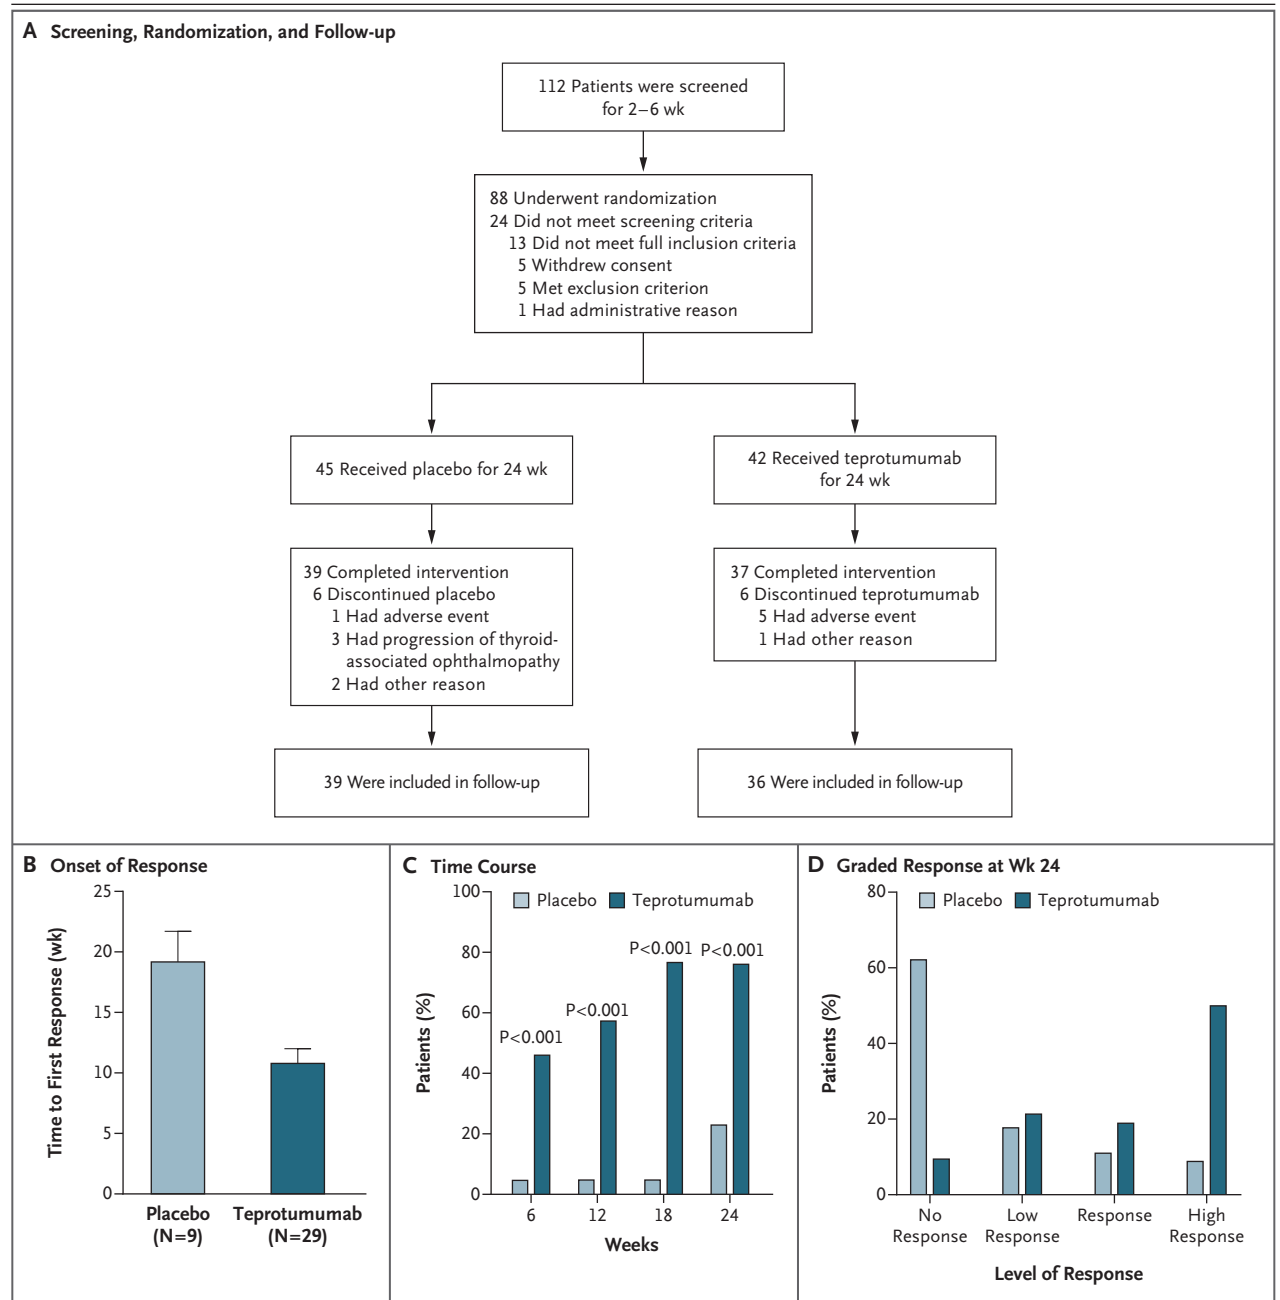 A Screening, Randomization, and Follow-up
112 Patients were screened
for 2–6 wk
88 Underwent randomization
24 Did not meet screening criteria
13 Did not meet full inclusion criteria
5 Withdrew consent
5 Met exclusion criterion
1 Had administrative reason
45 Received placebo for 24 wk
42 Received teprotumumab
for 24 wk
39 Completed intervention
6 Discontinued placebo
1 Had adverse event
3 Had progression of thyroid-
associated ophthalmopathy
2 Had other reason
37 Completed intervention
6 Discontinued teprotumumab
5 Had adverse event
1 Had other reason
39 Were included in follow-up
36 Were included in follow-up
B Onset of Response
Time to First Response (wk)
25
20
15
10
5
0
Placebo
(N=9)
Teprotumumab
(N=29)
C Time Course
Placebo Teprotumumab
Patients (%)
100
80
60
40
20
0
P<0.001
P<0.001
P<0.001
P<0.001
6 12 18 24
Weeks
D Graded Response at Wk 24
Placebo Teprotumumab
Patients (%)
80
60
40
20
0
No
Response
Low
Response
Response
High
Response
Level of Response